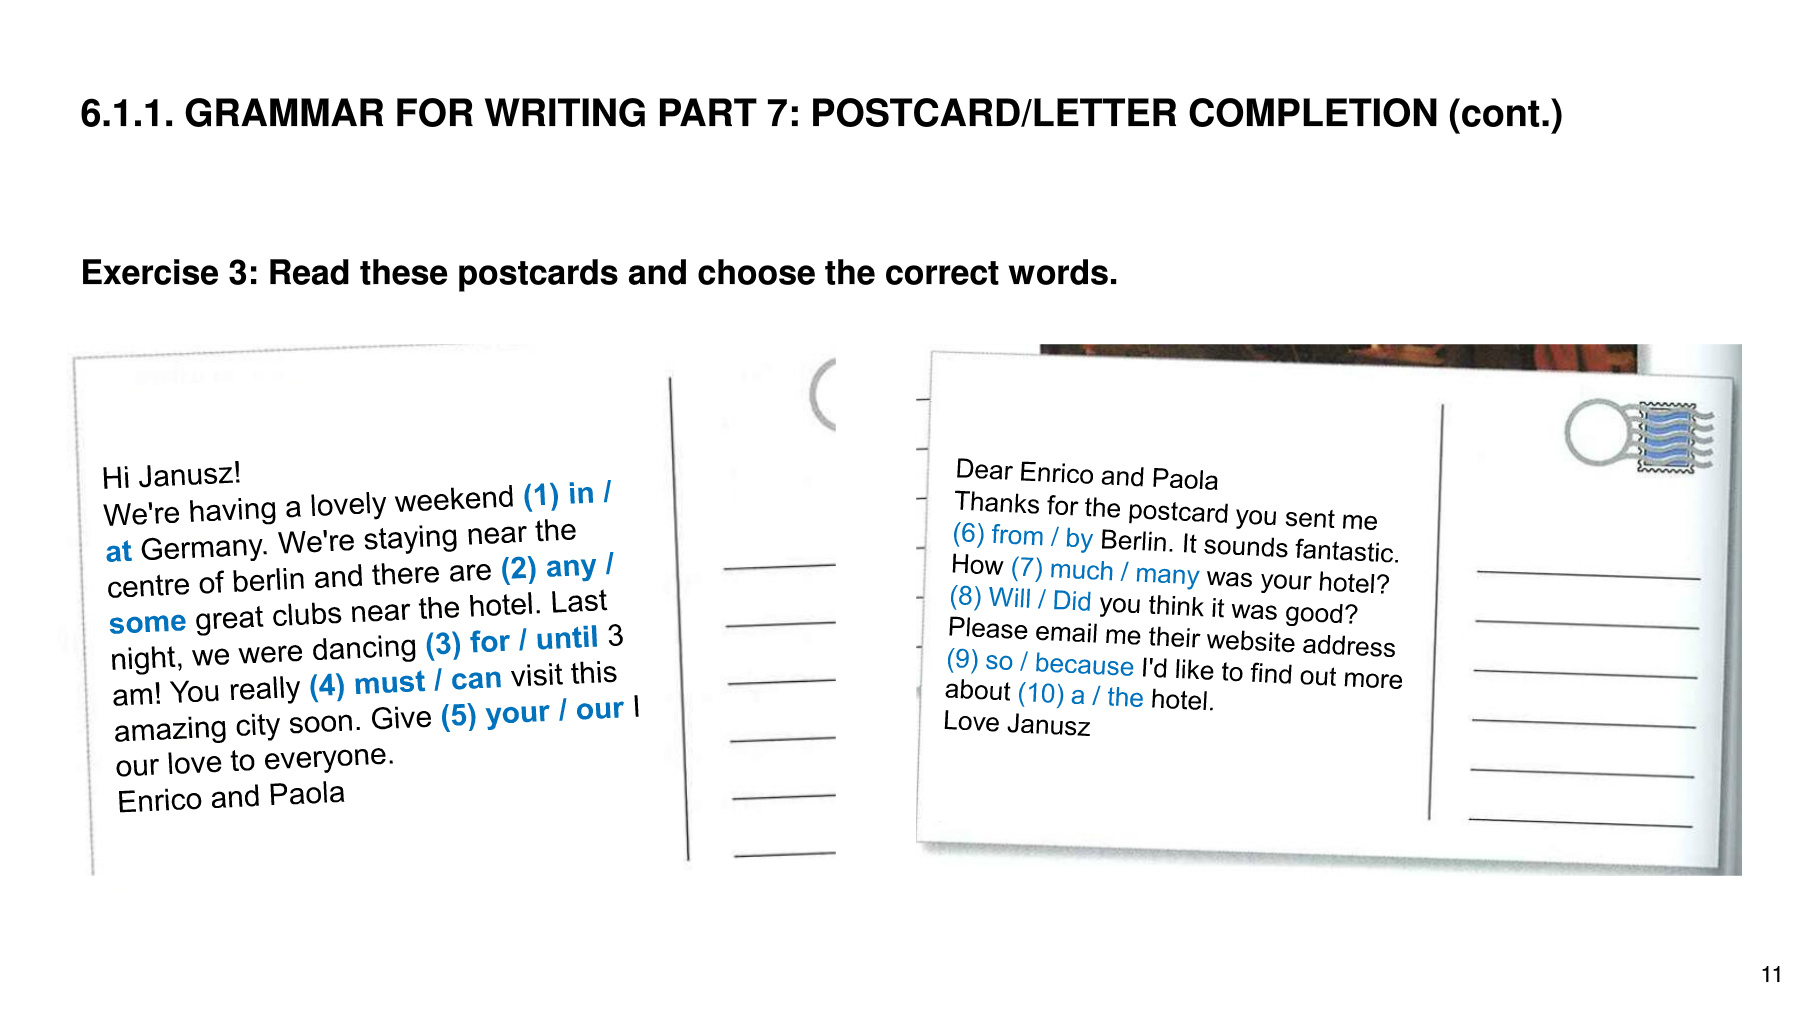 6.1.1. GRAMMAR FOR WRITING PART 7: POSTCARD/LETTER COMPLETION (cont.)
Exercise 3: Read these postcards and choose the correct words.
Hi Janusz!
We're having a lovely weekend (1) in /
at Germany. We're staying near the
centre of berlin and there are (2) any /
some great clubs near the hotel. Last
night, we were dancing (3) for / until 3
am! You really (4) must / can visit this
amazing city soon. Give (5) your / our I
our love to everyone.
Enrico and Paola
Dear Enrico and Paola
Thanks for the postcard you sent me
(6) from / by Berlin. It sounds fantastic.
How (7) much / many was your hotel?
(8) Will / Did you think it was good?
Please email me their website address
(9) so / because I'd like to find out more
about (10) a / the hotel.
Love Janusz
11